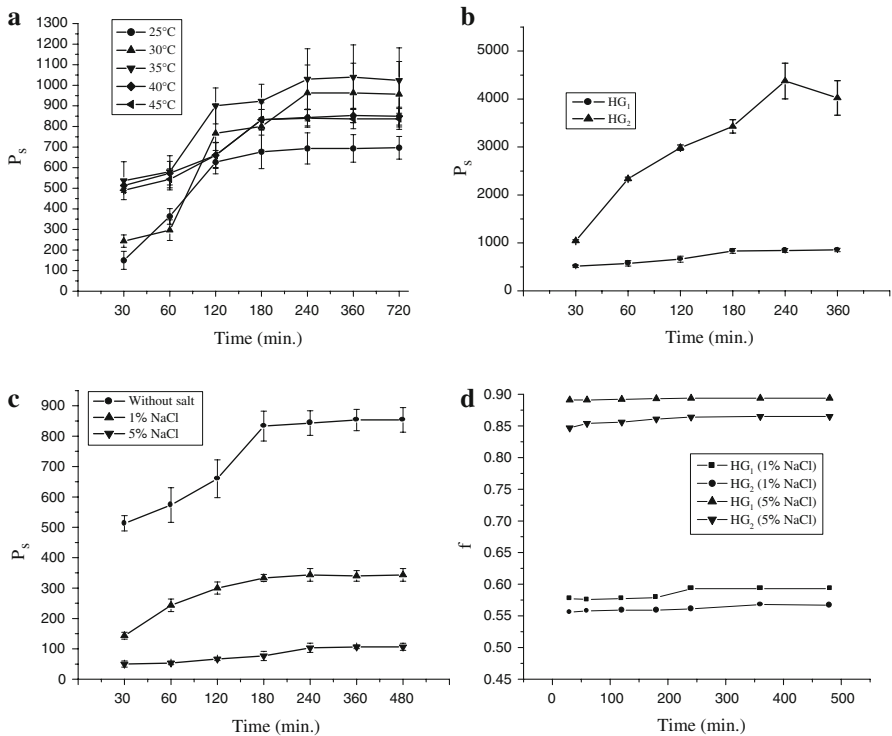 a
25°C
30°C
35°C
40°C
45°C
1300
1200
1100
1000
900
800
700
600
500
400
300
200
100
0
P_s
30 60 120 180 240 360 720
Time (min.)
b
HG₁
HG₂
5000
4000
3000
2000
1000
0
P_s
30 60 120 180 240 360
Time (min.)
c
Without salt
1% NaCl
5% NaCl
900
800
700
600
500
400
300
200
100
0
P_s
30 60 120 180 240 360 480
Time (min.)
d
0.90
0.85
0.80
0.75
0.70
0.65
0.60
0.55
0.50
0.45
f
HG₁ (1% NaCl)
HG₂ (1% NaCl)
HG₁ (5% NaCl)
HG₂ (5% NaCl)
0 100 200 300 400 500
Time (min.)